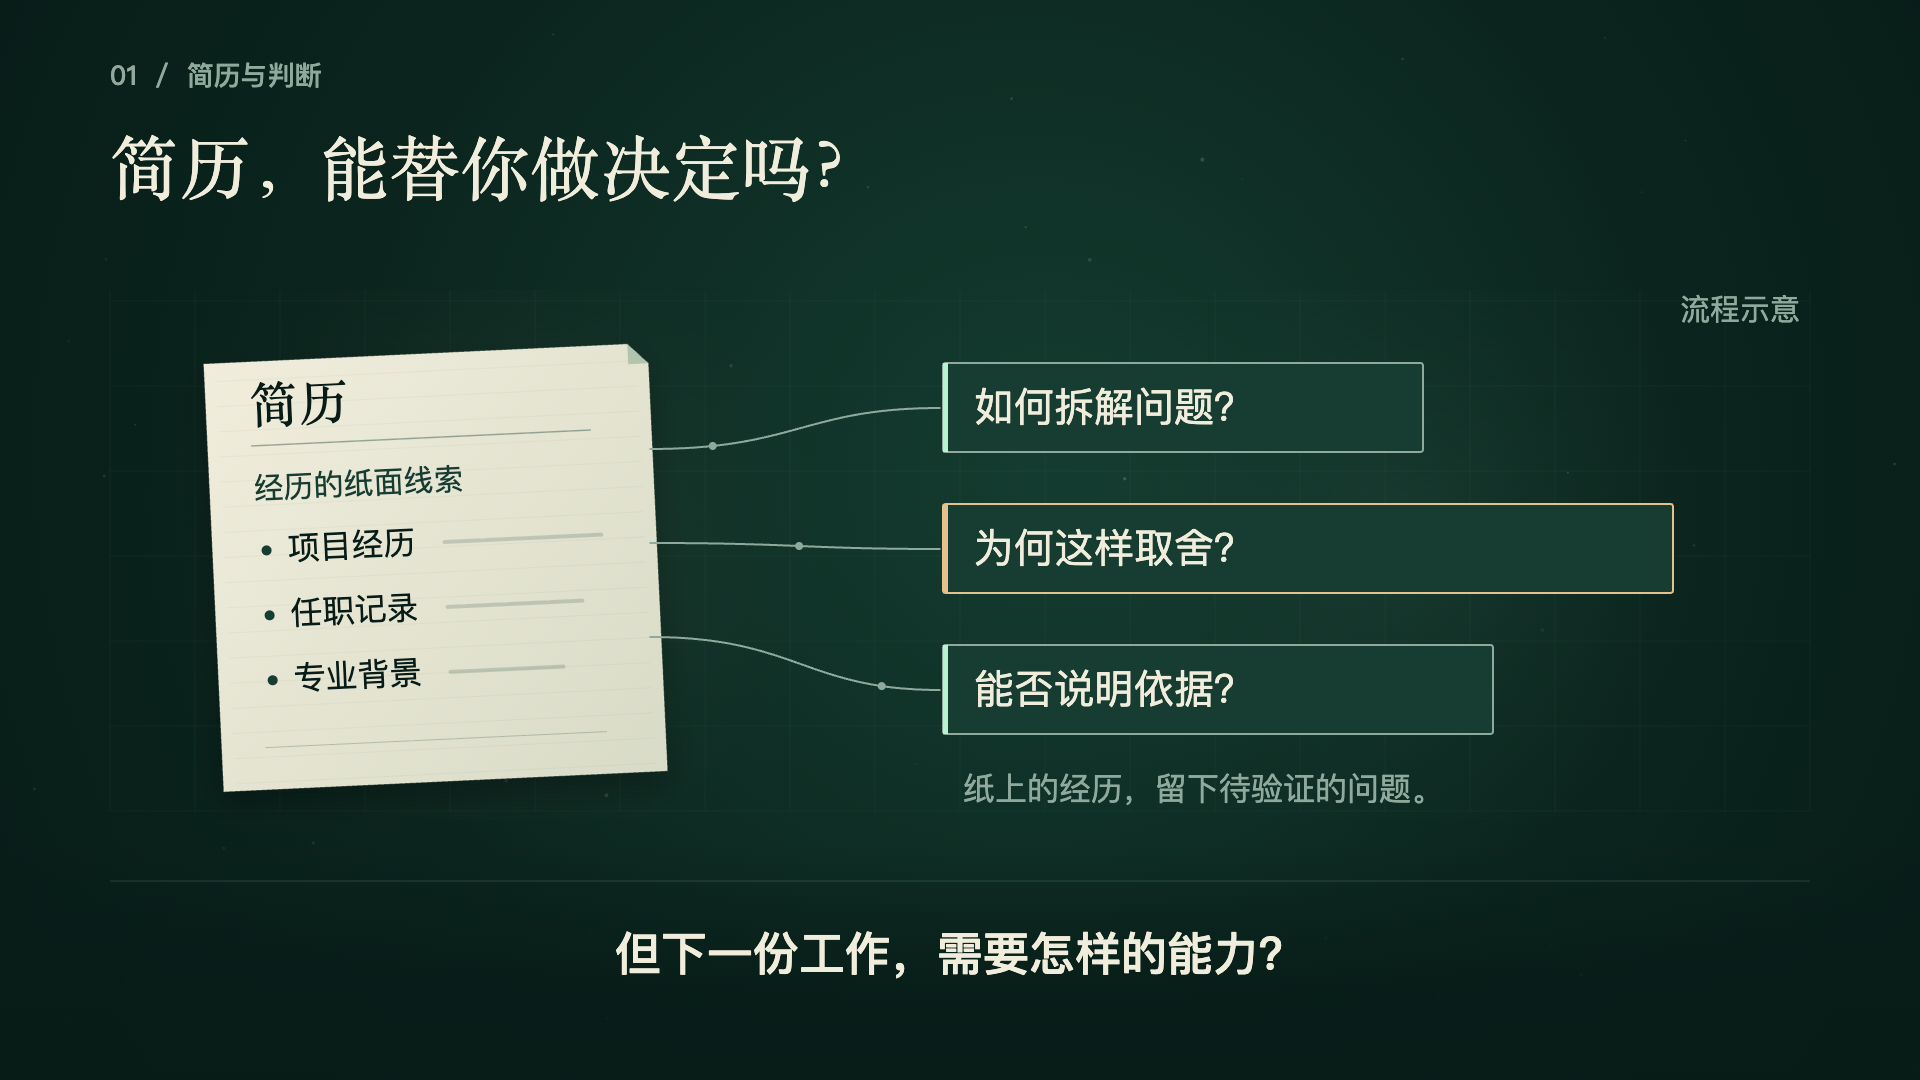 01 / 简历与判断
简历，能替你做决定吗?
流程示意
简历
经历的纸面线索
• 项目经历
• 任职记录
• 专业背景
如何拆解问题?
为何这样取舍?
能否说明依据?
纸上的经历，留下待验证的问题。
但下一份工作，需要怎样的能力?